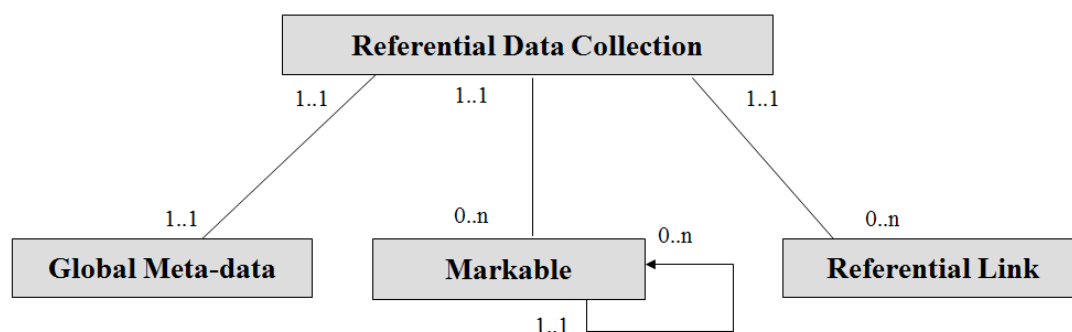 Referential Data Collection
1..1
1..1
1..1
1..1
0..n
0..n
0..n
Global Meta-data
Markable
Referential Link
1..1